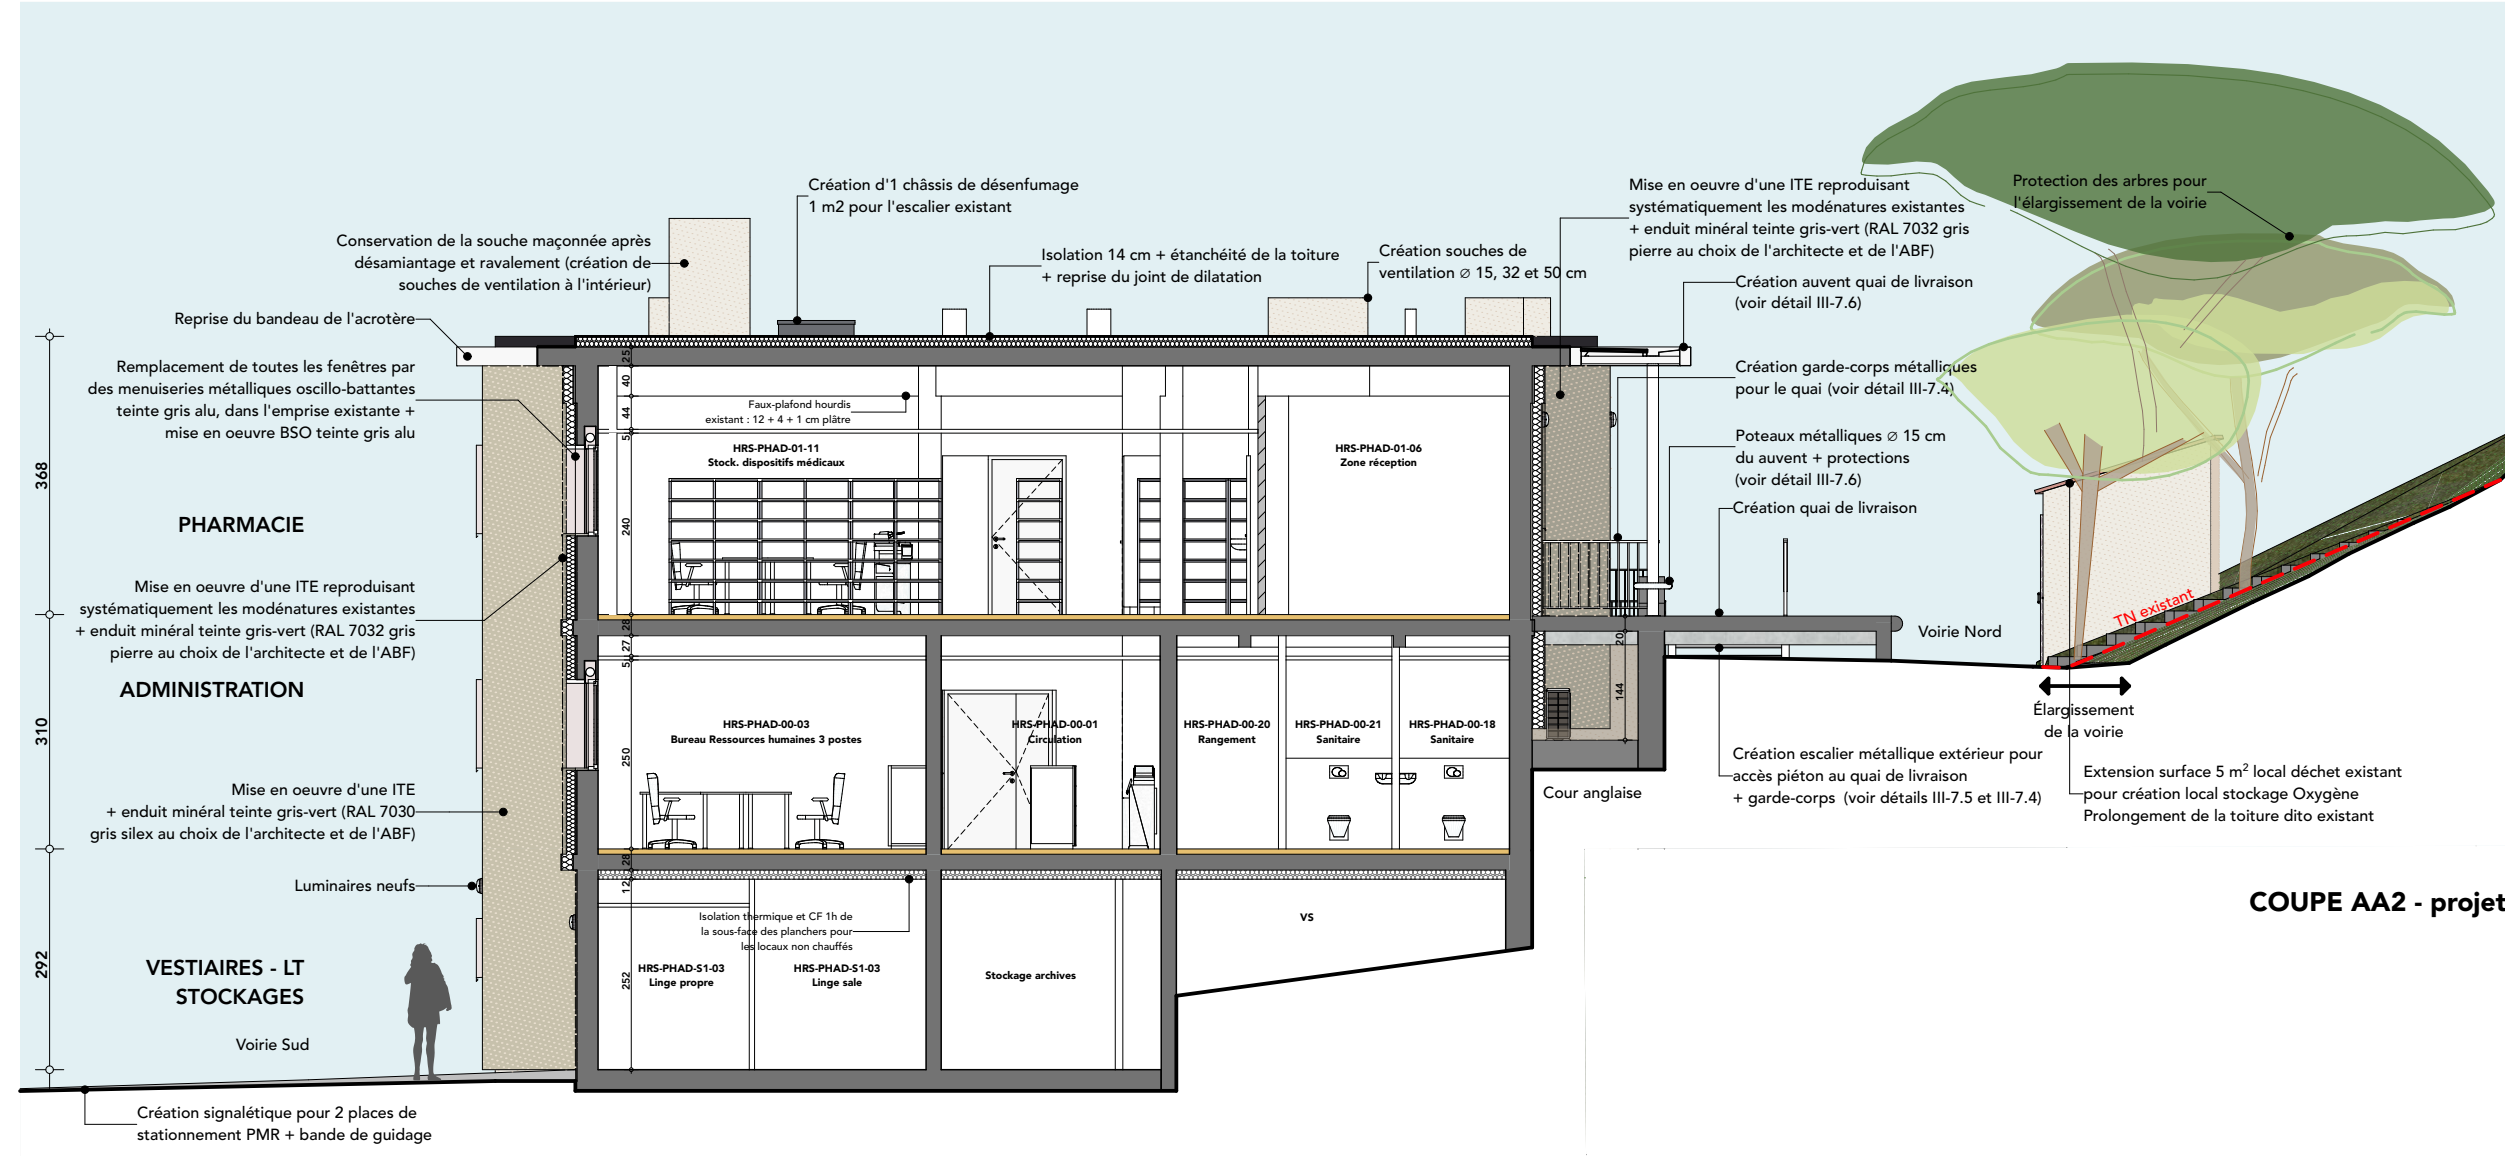 Création d'1 châssis de désenfumage
1 m2 pour l'escalier existant
Conservation de la souche maçonnée après
désamiantage et ravalement (création de
souches de ventilation à l'intérieur)
Isolation 14 cm + étanchéité de la toiture
+ reprise du joint de dilatation
Création souches de
ventilation ⌀ 15, 32 et 50 cm
Mise en oeuvre d'une ITE reproduisant
systématiquement les modénatures existantes
+ enduit minéral teinte gris-vert (RAL 7032 gris
pierre au choix de l'architecte et de l'ABF)
Protection des arbres pour
l'élargissement de la voirie
Création auvent quai de livraison
(voir détail III-7.6)
Reprise du bandeau de l'acrotère
Remplacement de toutes les fenêtres par
des menuiseries métalliques oscillo-battantes
teinte gris alu, dans l'emprise existante +
mise en oeuvre BSO teinte gris alu
Création garde-corps métalliques
pour le quai (voir détail III-7.4)
Poteaux métalliques ⌀ 15 cm
du auvent + protections
(voir détail III-7.6)
Création quai de livraison
25
40
44
5
240
28
27
5
250
28
12
252
368
310
292
20
144
Faux-plafond hourdis
existant : 12 + 4 + 1 cm plâtre
HRS-PHAD-01-11
Stock. dispositifs médicaux
HRS-PHAD-01-06
Zone réception
PHARMACIE
Mise en oeuvre d'une ITE reproduisant
systématiquement les modénatures existantes
+ enduit minéral teinte gris-vert (RAL 7032 gris
pierre au choix de l'architecte et de l'ABF)
ADMINISTRATION
TN existant
Voirie Nord
HRS-PHAD-00-03
Bureau Ressources humaines 3 postes
HRS-PHAD-00-01
Circulation
HRS-PHAD-00-20
Rangement
HRS-PHAD-00-21
Sanitaire
HRS-PHAD-00-18
Sanitaire
Élargissement
de la voirie
Création escalier métallique extérieur pour
accès piéton au quai de livraison
+ garde-corps (voir détails III-7.5 et III-7.4)
Extension surface 5 m² local déchet existant
pour création local stockage Oxygène
Prolongement de la toiture dito existant
Cour anglaise
Mise en oeuvre d'une ITE
+ enduit minéral teinte gris-vert (RAL 7030
gris silex au choix de l'architecte et de l'ABF)
Luminaires neufs
Isolation thermique et CF 1h de
la sous-face des planchers pour
les locaux non chauffés
VS
COUPE AA2 - projet
VESTIAIRES - LT
STOCKAGES
HRS-PHAD-S1-03
Linge propre
HRS-PHAD-S1-03
Linge sale
Stockage archives
Voirie Sud
Création signalétique pour 2 places de
stationnement PMR + bande de guidage